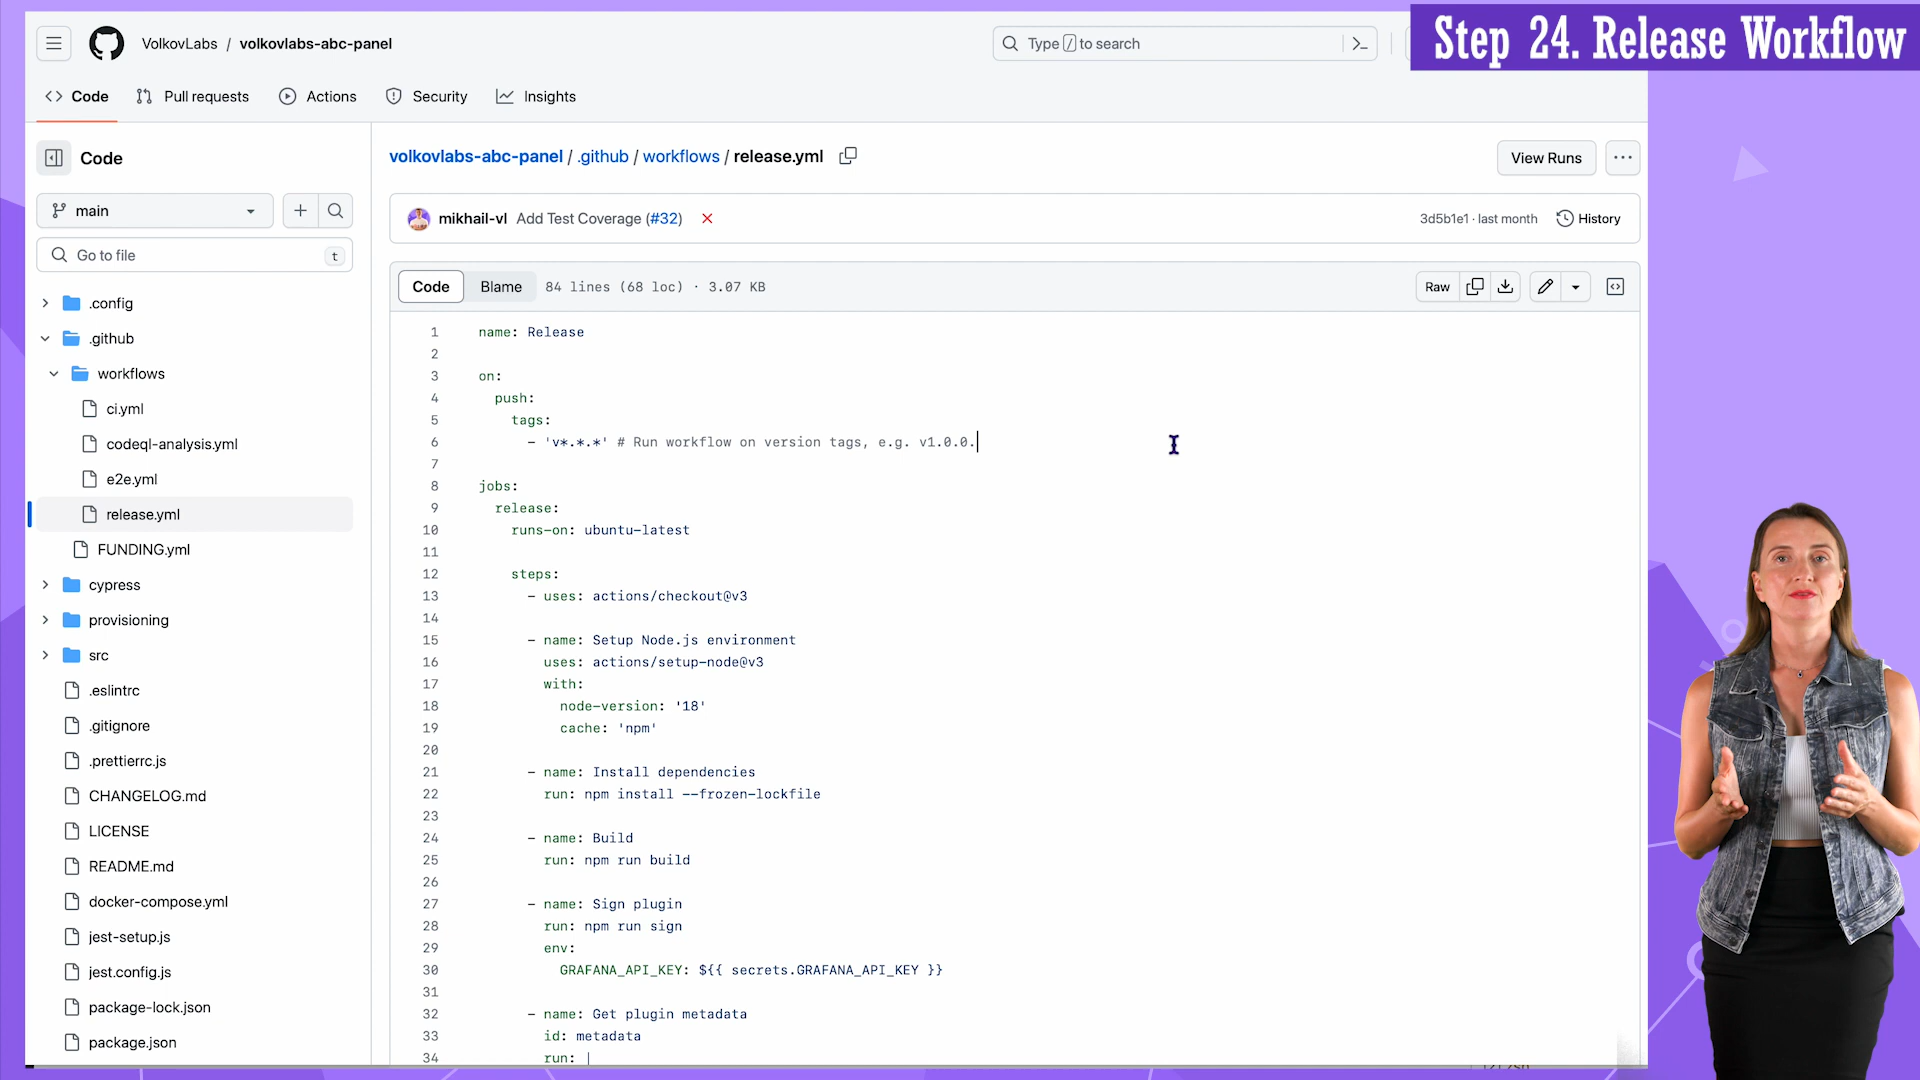 Step 24. Release Workflow
VolkovLabs / volkovlabs-abc-panel
Type / to search
Code
Pull requests
Actions
Security
Insights
Code
main
Go to file
t
.config
.github
workflows
ci.yml
codeql-analysis.yml
e2e.yml
release.yml
FUNDING.yml
cypress
provisioning
src
.eslintrc
.gitignore
.prettierrc.js
CHANGELOG.md
LICENSE
README.md
docker-compose.yml
jest-setup.js
jest.config.js
package-lock.json
package.json
volkovlabs-abc-panel / .github / workflows / release.yml
View Runs
mikhail-vl Add Test Coverage (#32)
3d5b1e1 · last month
History
Code
Blame
84 lines (68 loc) · 3.07 KB
Raw
1 name: Release
2
3 on:
4 push:
5 tags:
6 - 'v*.*.*' # Run workflow on version tags, e.g. v1.0.0.
7
8 jobs:
9 release:
10 runs-on: ubuntu-latest
11
12 steps:
13 - uses: actions/checkout@v3
14
15 - name: Setup Node.js environment
16 uses: actions/setup-node@v3
17 with:
18 node-version: '18'
19 cache: 'npm'
20
21 - name: Install dependencies
22 run: npm install --frozen-lockfile
23
24 - name: Build
25 run: npm run build
26
27 - name: Sign plugin
28 run: npm run sign
29 env:
30 GRAFANA_API_KEY: ${{ secrets.GRAFANA_API_KEY }}
31
32 - name: Get plugin metadata
33 id: metadata
34 run: |